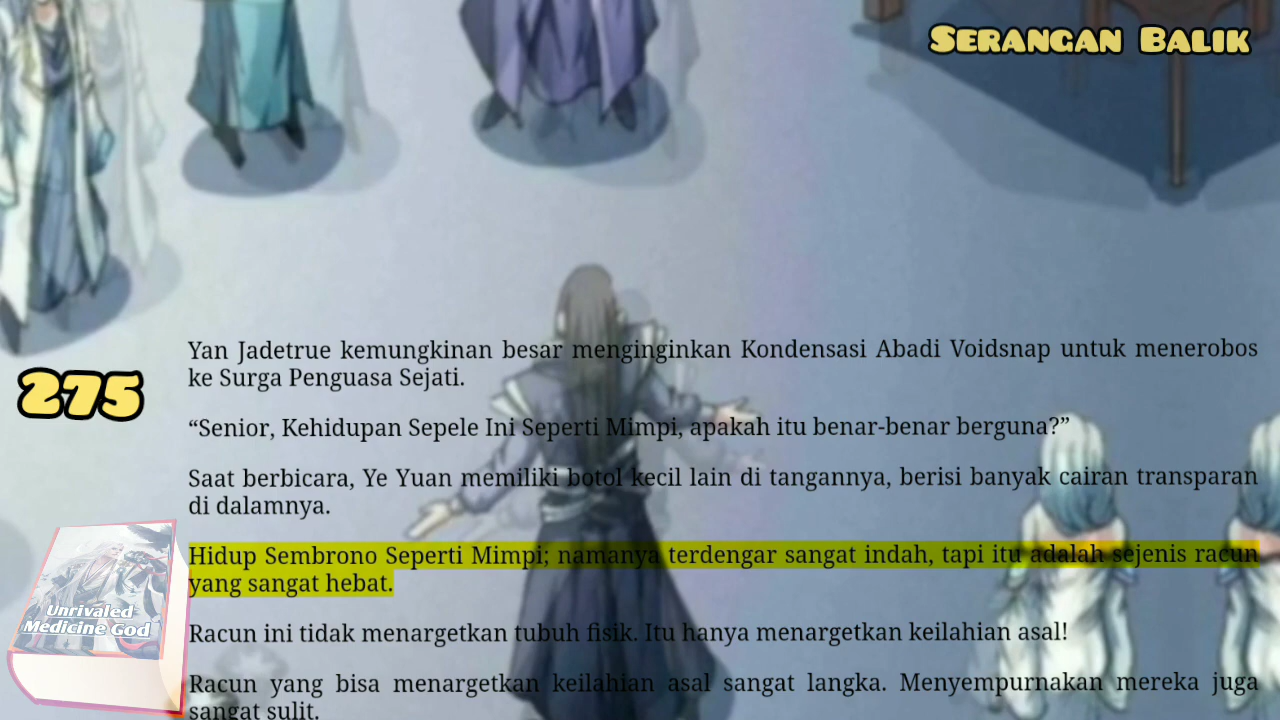 Serangan Balik
Yan Jadetrue kemungkinan besar menginginkan Kondensasi Abadi Voidsnap untuk menerobos
ke Surga Penguasa Sejati.
275
“Senior, Kehidupan Sepele Ini Seperti Mimpi, apakah itu benar-benar berguna?”
Saat berbicara, Ye Yuan memiliki botol kecil lain di tangannya, berisi banyak cairan transparan
di dalamnya.
Hidup Sembrono Seperti Mimpi; namanya terdengar sangat indah, tapi itu adalah sejenis racun
yang sangat hebat.
Unrivaled
Medicine God
Racun ini tidak menargetkan tubuh fisik. Itu hanya menargetkan keilahian asal!
Racun yang bisa menargetkan keilahian asal sangat langka. Menyempurnakan mereka juga
sangat sulit.